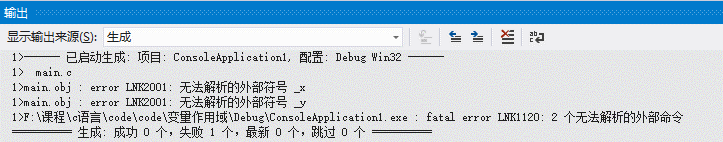 输出
显示输出来源(S): 生成
1>------ 已启动生成: 项目: ConsoleApplication1, 配置: Debug Win32 ------
1>  main.c
1>main.obj : error LNK2001: 无法解析的外部符号 _x
1>main.obj : error LNK2001: 无法解析的外部符号 _y
1>F:\课程\c语言\code\code\变量作用域\Debug\ConsoleApplication1.exe : fatal error LNK1120: 2 个无法解析的外部命令
========== 生成: 成功 0 个，失败 1 个，最新 0 个，跳过 0 个 ==========